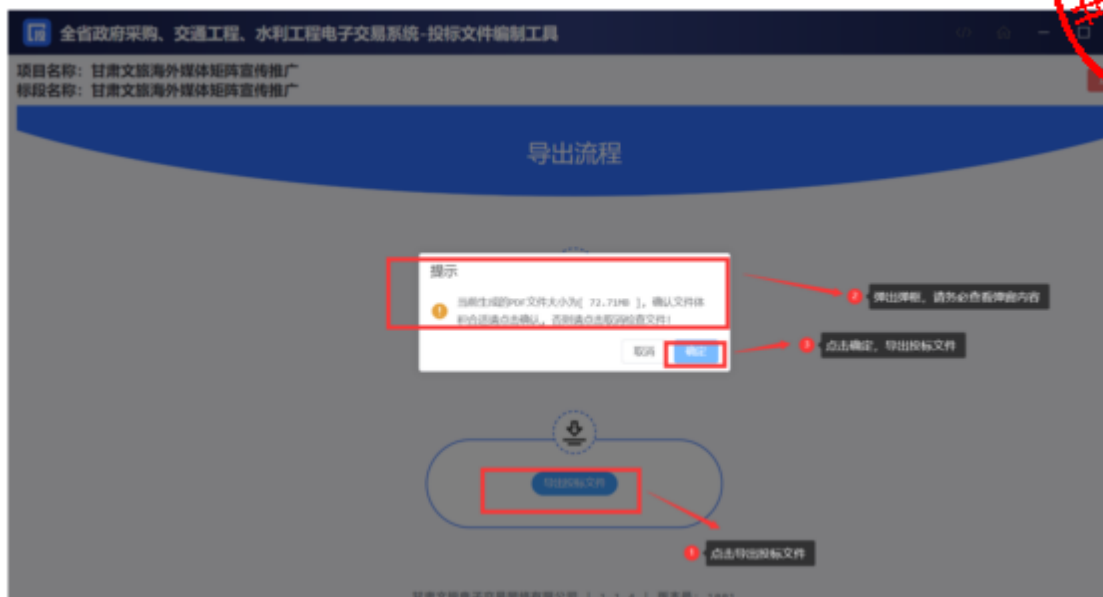 全省政府采购、交通工程、水利工程电子交易系统-投标文件编制工具
项目名称：甘肃文旅海外媒体矩阵宣传推广
标段名称：甘肃文旅海外媒体矩阵宣传推广
导出流程
提示
当前生成的PDF文件大小为[ 72.71MB ]，确认文件体
积合适请点击确认，否则请点击取消检查文件!
取消 确定
2 弹出弹框，请务必查看弹窗内容
3 点击确定，导出投标文件
导出投标文件
1 点击导出投标文件